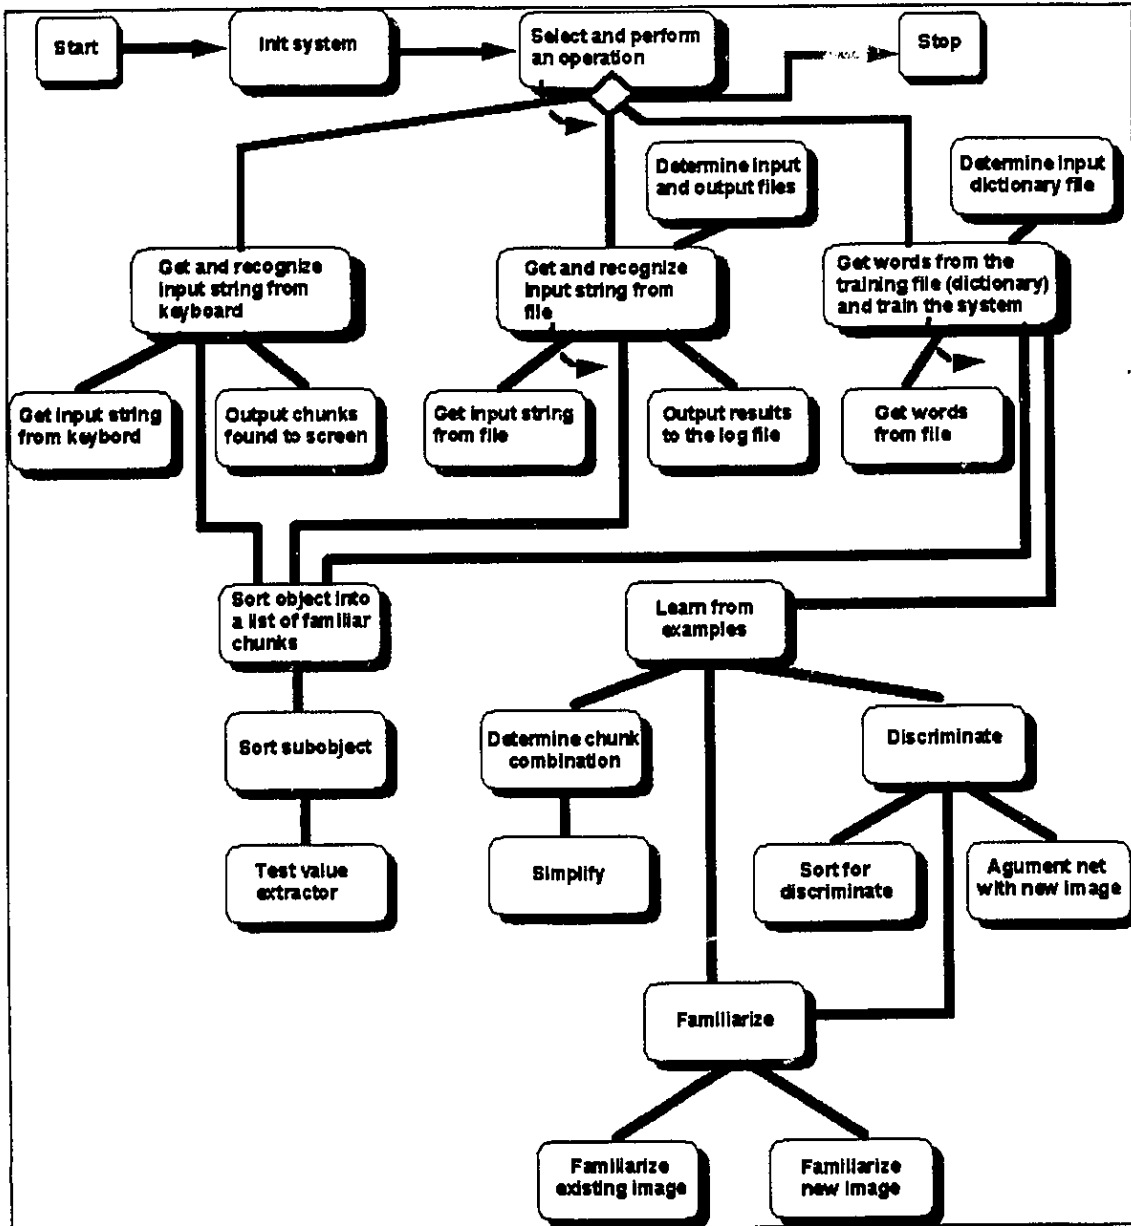 Start
Init system
Select and perform
an operation
Stop
Determine input
and output files
Determine input
dictionary file
Get and recognize
input string from
keyboard
Get and recognize
input string from
file
Get words from the
training file (dictionary)
and train the system
Get input string
from keybord
Output chunks
found to screen
Get input string
from file
Output results
to the log file
Get words
from file
Sort object into
a list of familiar
chunks
Learn from
examples
Sort subobject
Determine chunk
combination
Discriminate
Test value
extractor
Simplify
Sort for
discriminate
Agument net
with new image
Familiarize
Familiarize
existing image
Familiarize
new image